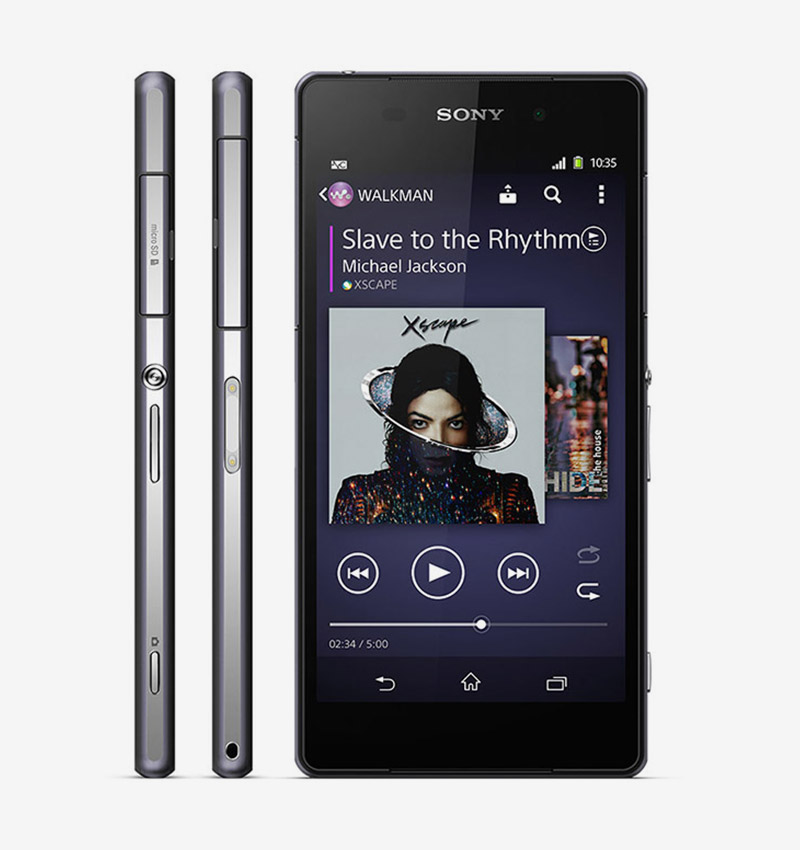 SONY
10:35
WALKMAN
Slave to the Rhythm
Michael Jackson
XSCAPE
Xscape
the house
HIDE
02:34 / 5:00
micro SD